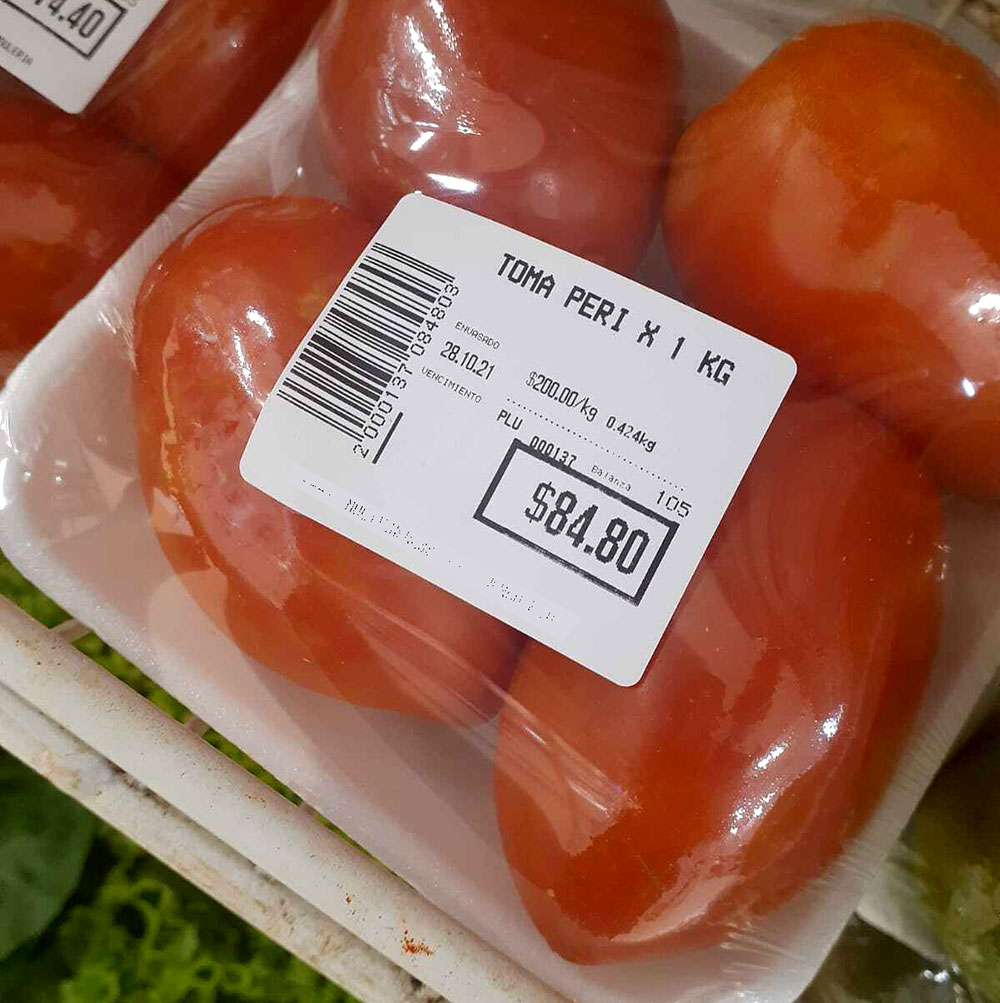 14.40
TOMA PERI X 1 KG
ENVASADO
28.10.21
VENCIMIENTO
$200.00/kg 0.424kg
PLU 000137 Balanza 105
$84.80
2000137084803